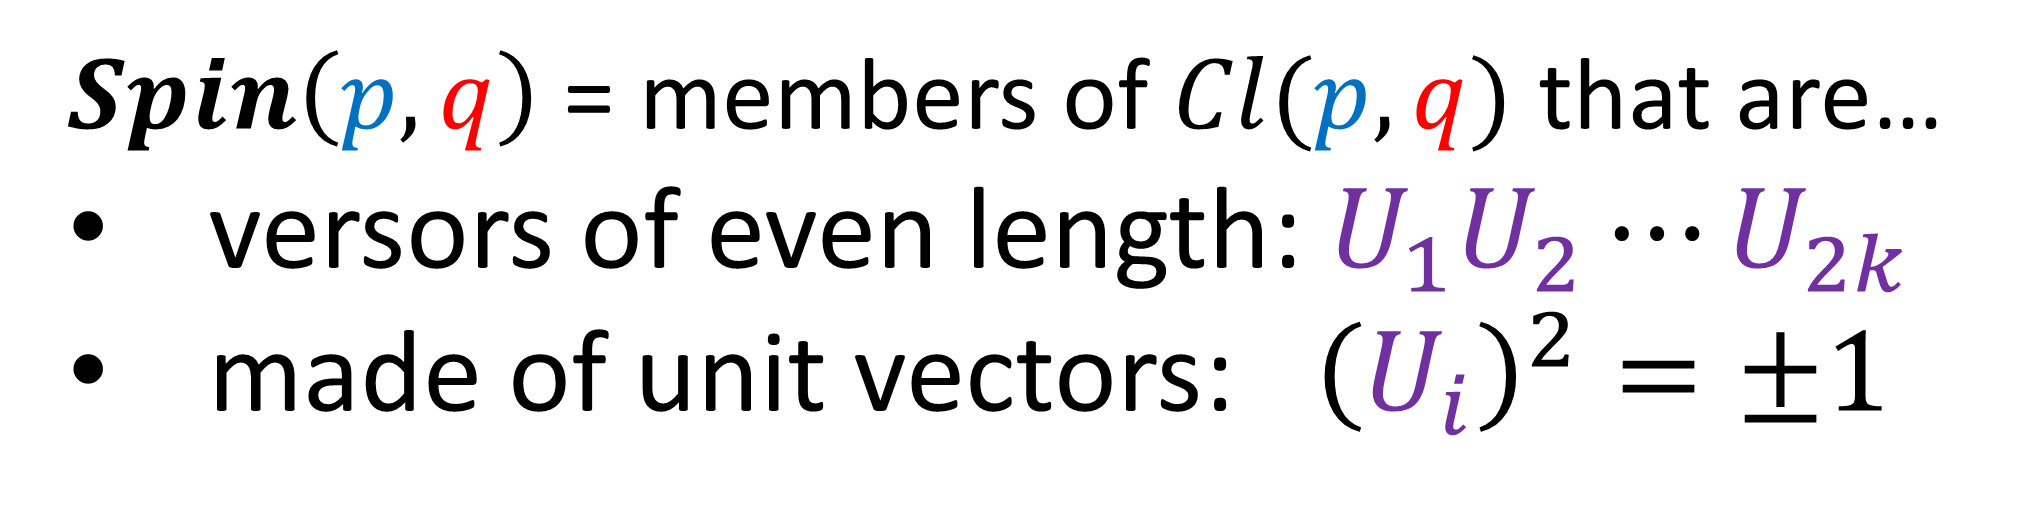 Spin(p, q) = members of Cl(p, q) that are...
• versors of even length: U₁U₂ ⋯ U₂ₖ
• made of unit vectors: (Uᵢ)² = ±1